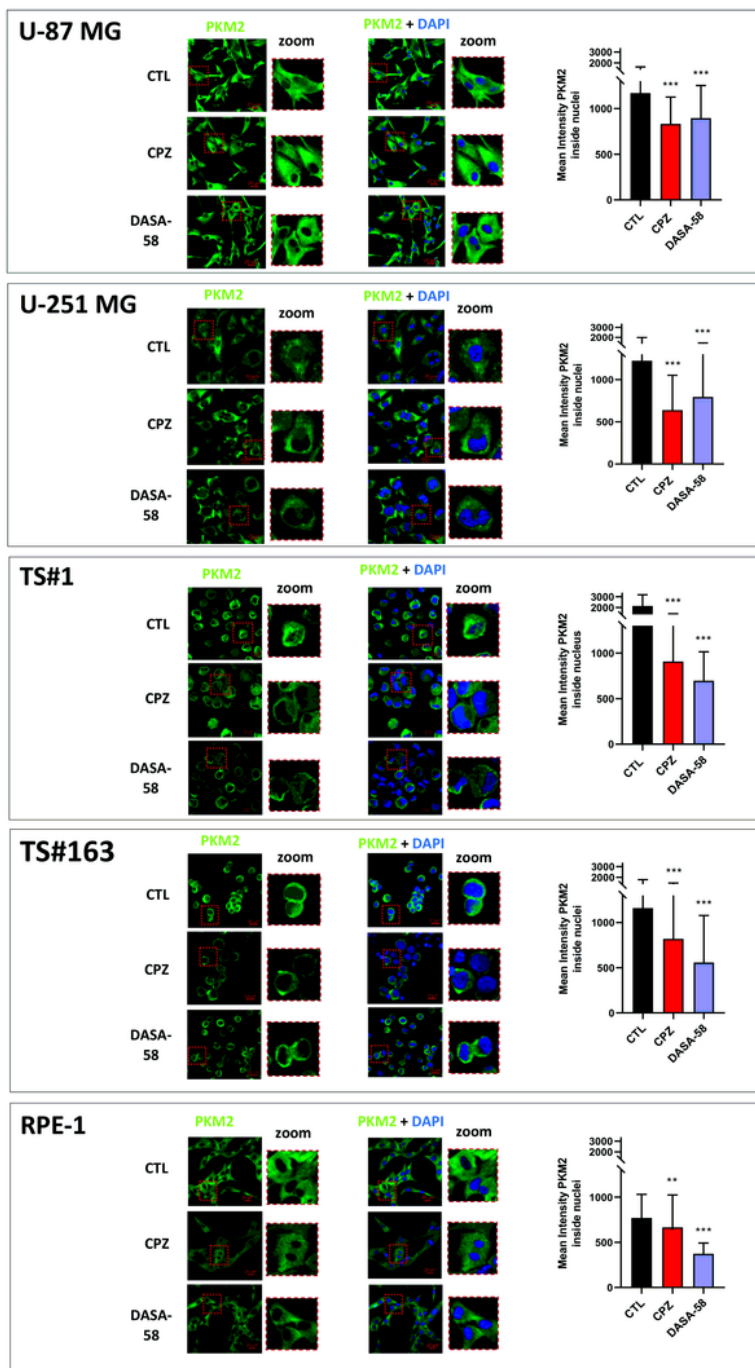 U-87 MG
PKM2
zoom
PKM2 + DAPI
zoom
CTL
CPZ
DASA-
58
Mean Intensity PKM2
inside nuclei
3000
2000
1000
500
0
***
***
CTL
CPZ
DASA-58
U-251 MG
PKM2
zoom
PKM2 + DAPI
zoom
CTL
CPZ
DASA-
58
Mean Intensity PKM2
inside nuclei
3000
2000
1000
500
0
***
***
CTL
CPZ
DASA-58
TS#1
PKM2
zoom
PKM2 + DAPI
zoom
CTL
CPZ
DASA-
58
Mean Intensity PKM2
inside nucleus
3000
2000
1000
500
0
***
***
CTL
CPZ
DASA-58
TS#163
PKM2
zoom
PKM2 + DAPI
zoom
CTL
CPZ
DASA-
58
Mean Intensity PKM2
inside nuclei
3000
2000
1000
500
0
***
***
CTL
CPZ
DASA-58
RPE-1
PKM2
zoom
PKM2 + DAPI
zoom
CTL
CPZ
DASA-
58
Mean Intensity PKM2
inside nuclei
3000
2000
1000
500
0
**
***
CTL
CPZ
DASA-58